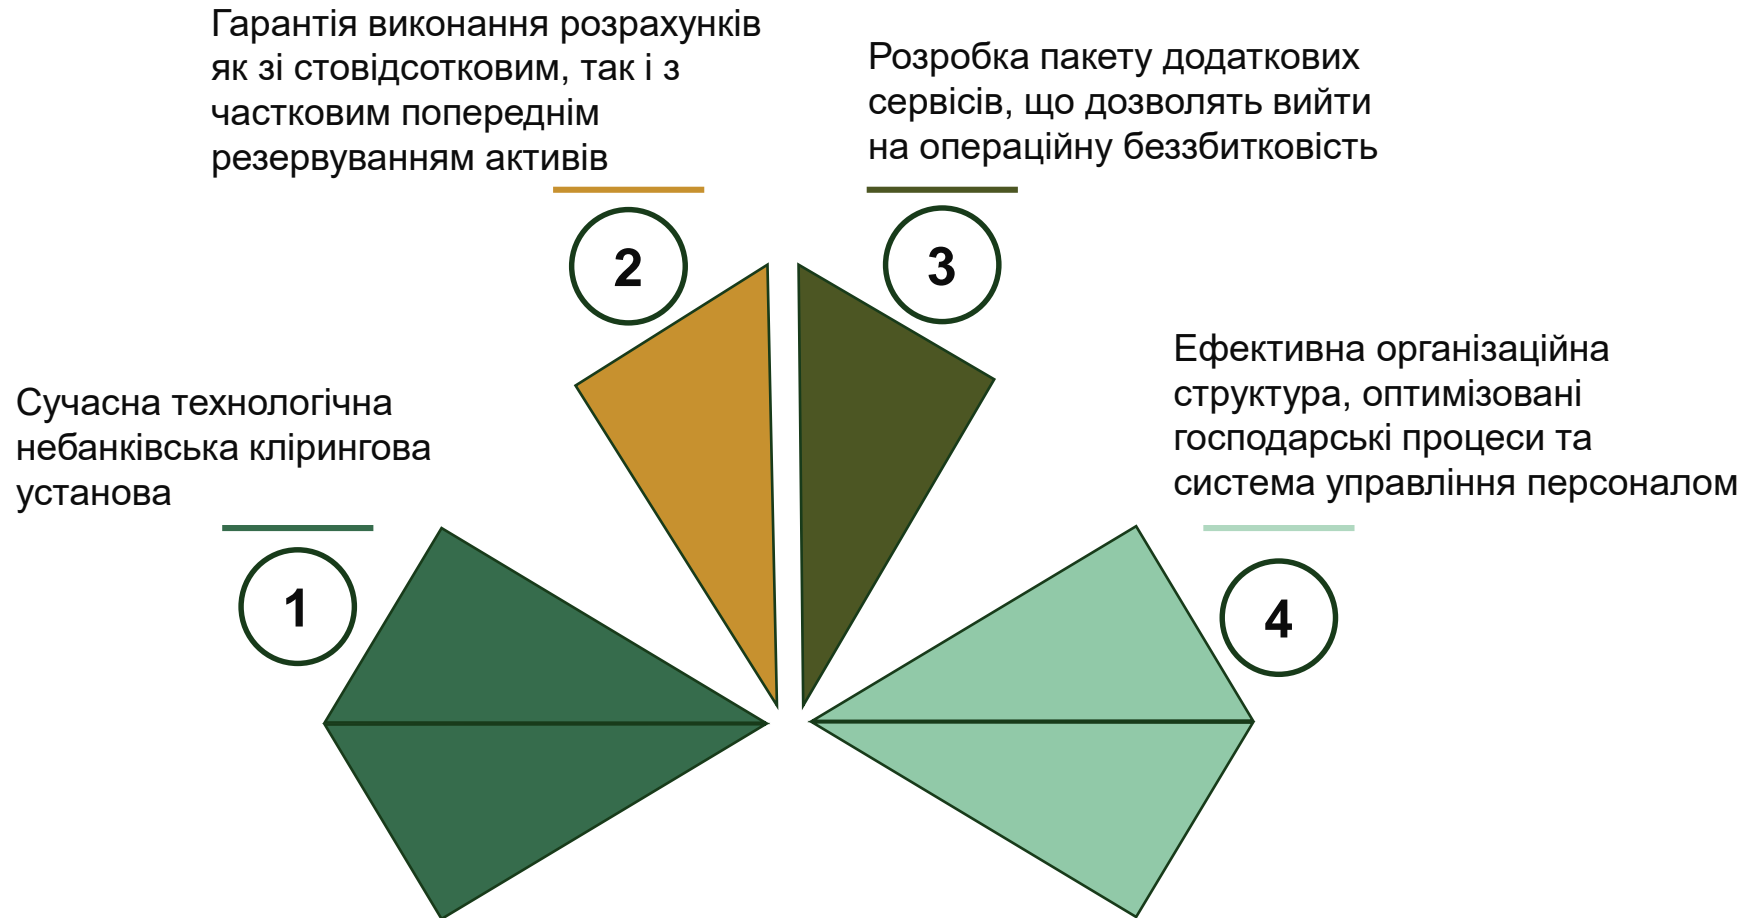 Гарантія виконання розрахунків
як зі стовідсотковим, так і з
частковим попереднім
резервуванням активів
Розробка пакету додаткових
сервісів, що дозволять вийти
на операційну беззбитковість
2
3
Ефективна організаційна
структура, оптимізовані
господарські процеси та
система управління персоналом
Сучасна технологічна
небанківська клірингова
установа
1
4